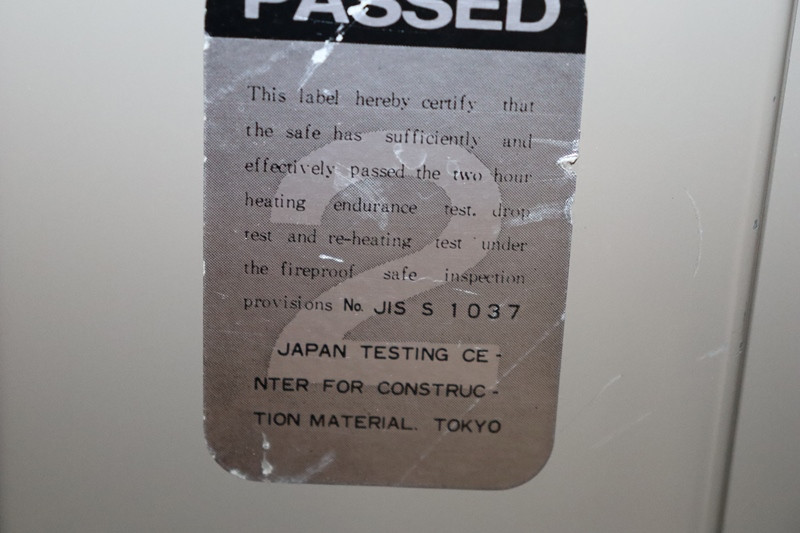 PASSED
This label hereby certify that
the safe has sufficiently and
effectively passed the two hour
heating endurance test. drop
test and re-heating test under
the fireproof safe inspection
provisions No. JIS S 1037
JAPAN TESTING CE-
NTER FOR CONSTRUC-
TION MATERIAL. TOKYO
2